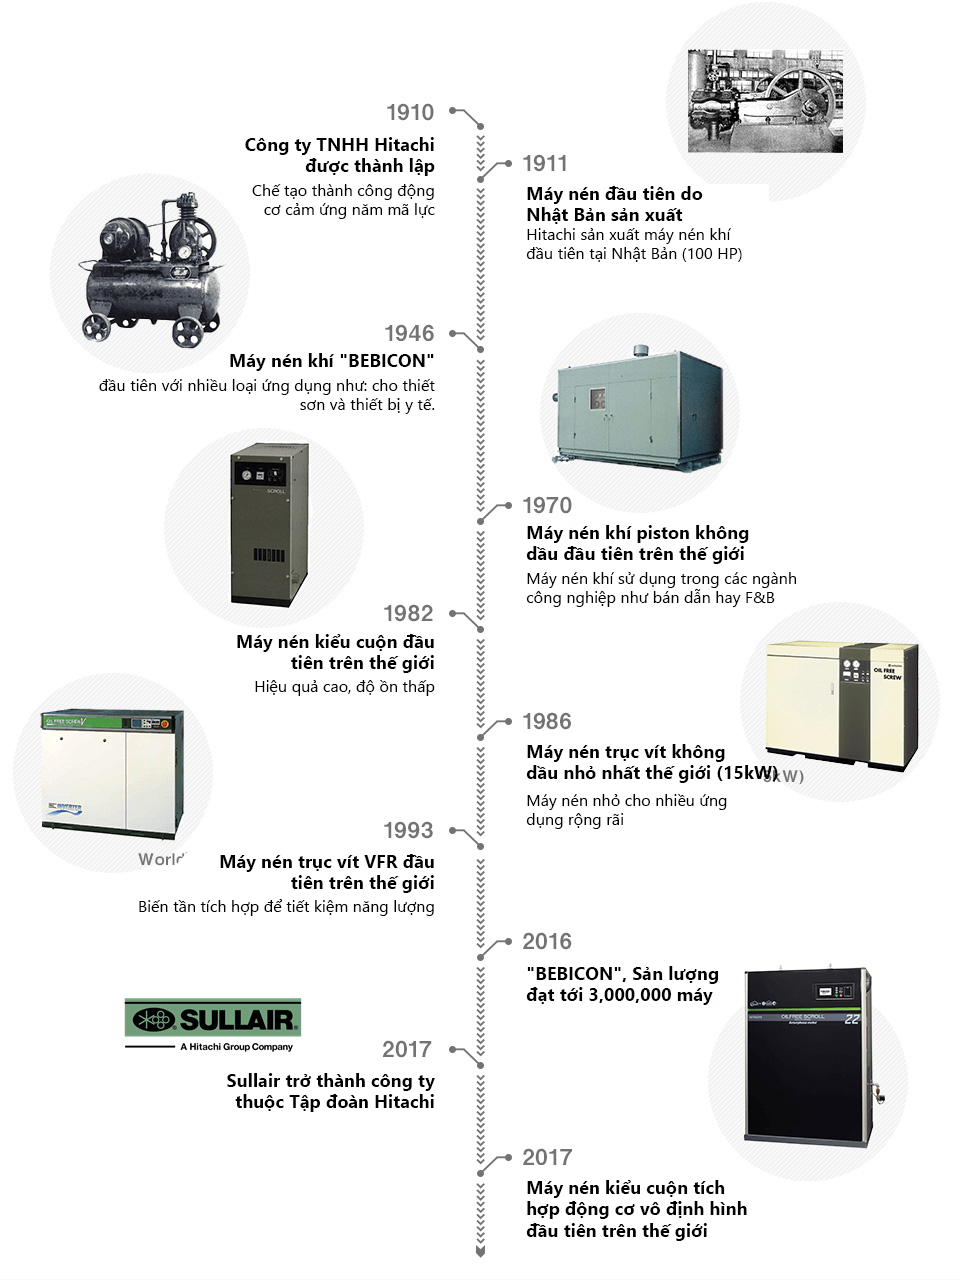 1910
Công ty TNHH Hitachi
được thành lập
Chế tạo thành công động
cơ cảm ứng năm mã lực
1911
Máy nén đầu tiên do
Nhật Bản sản xuất
Hitachi sản xuất máy nén khí
đầu tiên tại Nhật Bản (100 HP)
1946
Máy nén khí "BEBICON"
đầu tiên với nhiều loại ứng dụng như: cho thiết
sơn và thiết bị y tế.
SCROLL
1970
Máy nén khí piston không
dầu đầu tiên trên thế giới
Máy nén khí sử dụng trong các ngành
công nghiệp như bán dẫn hay F&B
1982
Máy nén kiểu cuộn đầu
tiên trên thế giới
Hiệu quả cao, độ ồn thấp
OIL FREE
SCREW
1986
Máy nén trục vít không
dầu nhỏ nhất thế giới (15kW)
kW)
Máy nén nhỏ cho nhiều ứng
dụng rộng rãi
OIL FREE SCREW V
INVERTER
1993
World
Máy nén trục vít VFR đầu
tiên trên thế giới
Biến tần tích hợp để tiết kiệm năng lượng
2016
"BEBICON", Sản lượng
đạt tới 3,000,000 máy
SULLAIR
A Hitachi Group Company
OILFREE SCROLL
22
2017
Sullair trở thành công ty
thuộc Tập đoàn Hitachi
2017
Máy nén kiểu cuộn tích
hợp động cơ vô định hình
đầu tiên trên thế giới